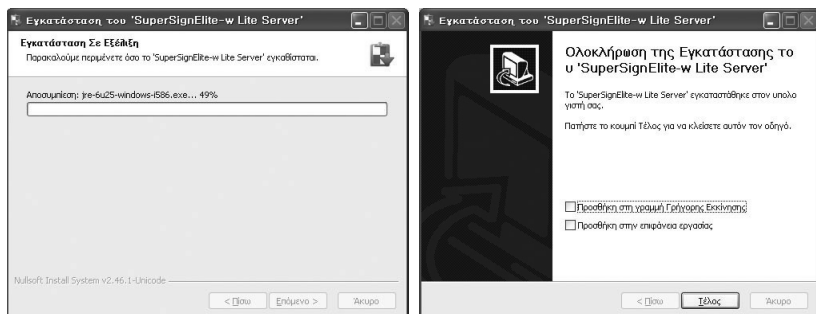 Εγκατάσταση του 'SuperSignElite-w Lite Server'
Εγκατάσταση Σε Εξέλιξη
Παρακαλούμε περιμένετε όσο το 'SuperSignElite-w Lite Server' εγκαθίσταται.
Αποσυμπίεση: jre-6u25-windows-i586.exe... 49%
Nullsoft Install System v2.46.1-Unicode
< Πίσω
Επόμενο >
Άκυρο
Εγκατάσταση του 'SuperSignElite-w Lite Server'
Ολοκλήρωση της Εγκατάστασης το
υ 'SuperSignElite-w Lite Server'
Το 'SuperSignElite-w Lite Server' εγκαταστάθηκε στον υπολο
γιστή σας.
Πατήστε το κουμπί Τέλος για να κλείσετε αυτόν τον οδηγό.
Προσθήκη στη γραμμή Γρήγορης Εκκίνησης
Προσθήκη στην επιφάνεια εργασίας
< Πίσω
Τέλος
Άκυρο